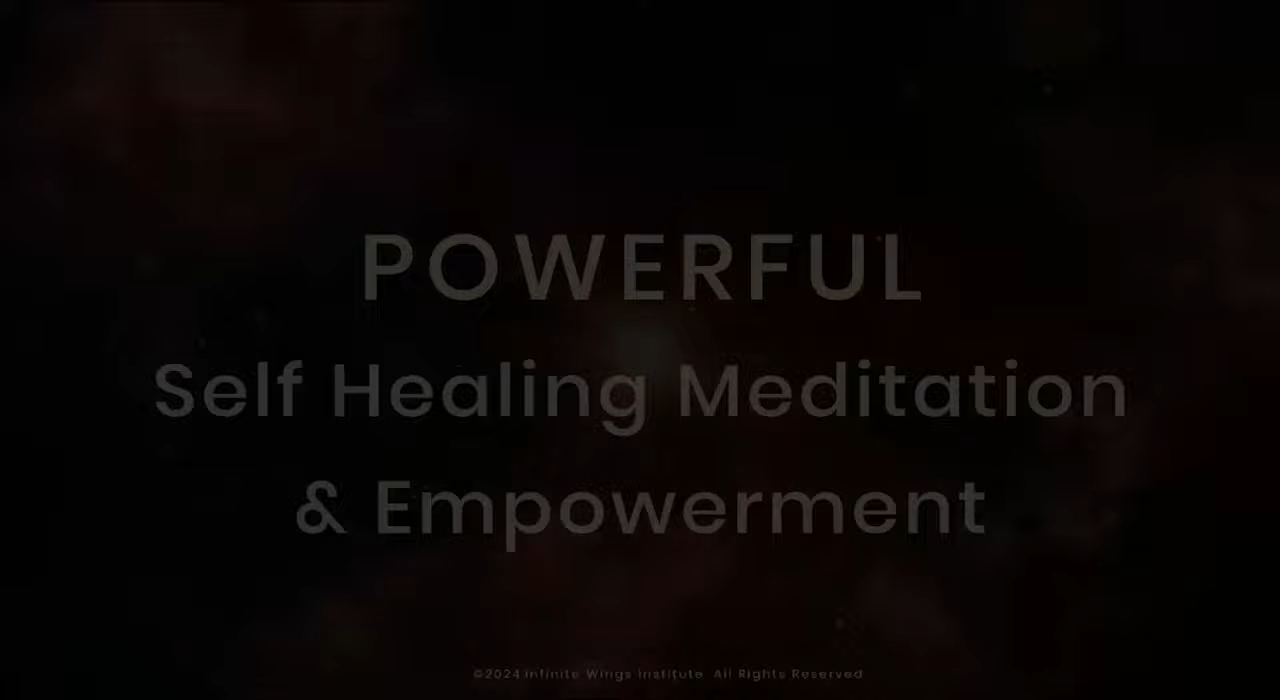 POWERFUL
Self Healing Meditation
& Empowerment
©2024 Infinite Wings Institute. All Rights Reserved